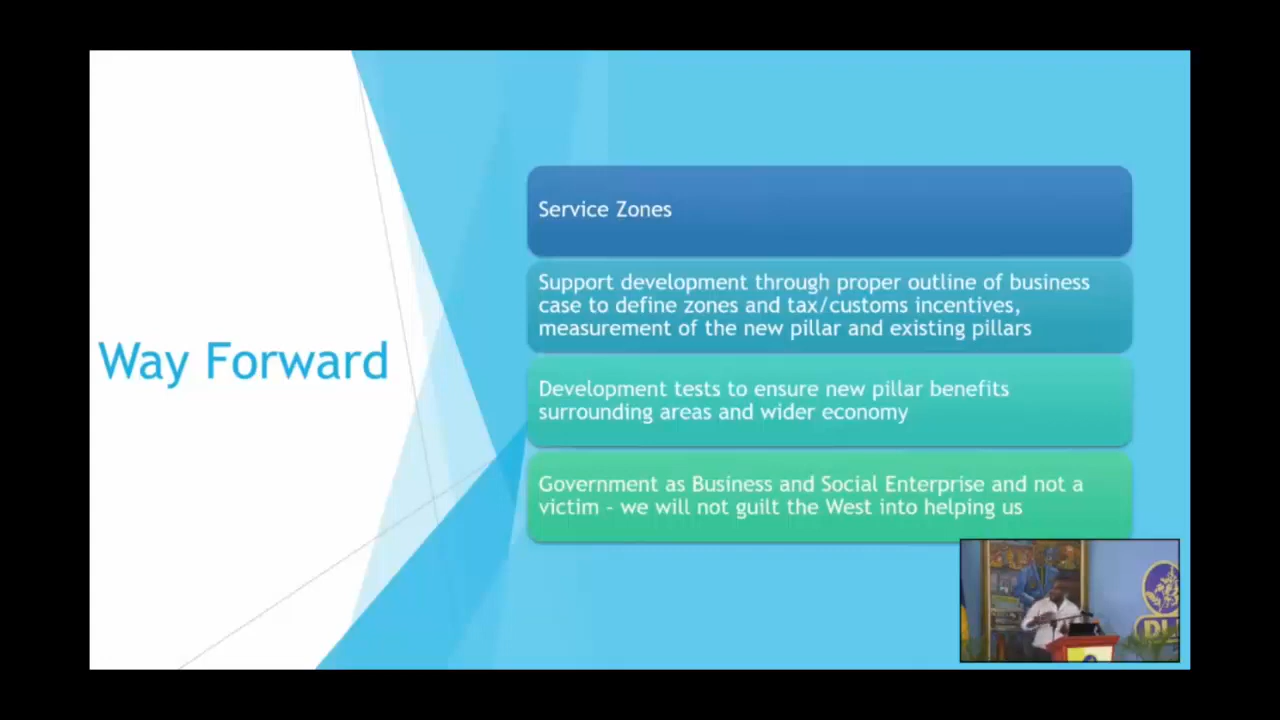 Way Forward
Service Zones
Support development through proper outline of business
case to define zones and tax/customs incentives,
measurement of the new pillar and existing pillars
Development tests to ensure new pillar benefits
surrounding areas and wider economy
Government as Business and Social Enterprise and not a
victim - we will not guilt the West into helping us